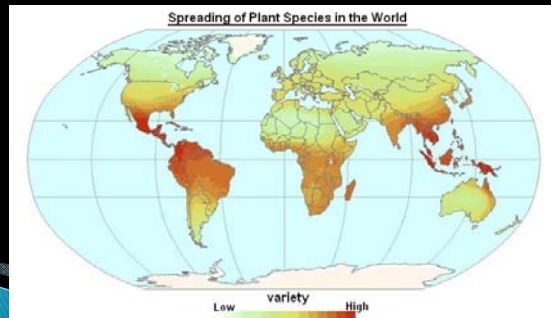 Spreading of Plant Species in the World
variety
Low High